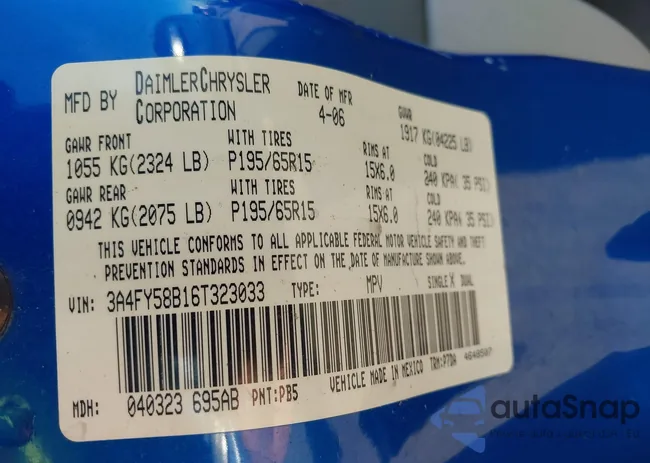 MFD BY DAIMLERCHRYSLER CORPORATION DATE OF MFR 4-06 GVWR 1917 KG(04225 LB)
GAWR FRONT WITH TIRES RIMS AT COLD
1055 KG(2324 LB) P195/65R15 15X6.0 240 KPA( 35 PSI)
GAWR REAR WITH TIRES RIMS AT COLD
0942 KG(2075 LB) P195/65R15 15X6.0 240 KPA( 35 PSI)
THIS VEHICLE CONFORMS TO ALL APPLICABLE FEDERAL MOTOR VEHICLE SAFETY AND THEFT
PREVENTION STANDARDS IN EFFECT ON THE DATE OF MANUFACTURE SHOWN ABOVE.
VIN: 3A4FY58B16T323033 TYPE: MPV SINGLE X DUAL
MDH: 040323 695AB PNT:PB5 VEHICLE MADE IN MEXICO TRM:P7DA
autaSnap